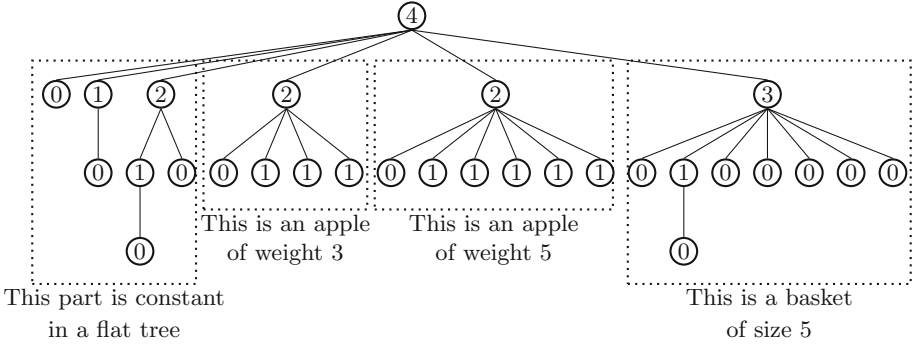 4
0 1 2 2 2 3
0 1 0 0 1 1 1 0 1 1 1 1 1 0 1 0 0 0 0 0
This is an apple
of weight 3
This is an apple
of weight 5
0 0
This part is constant
in a flat tree
This is a basket
of size 5